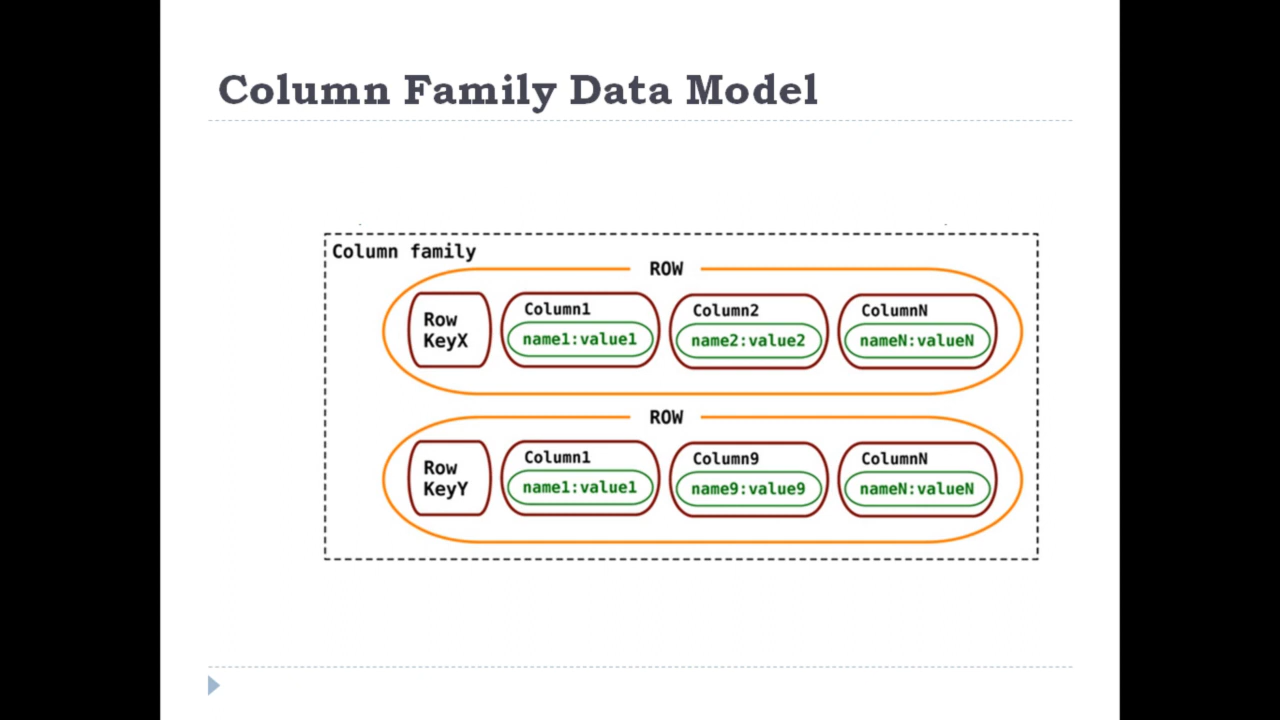 Column Family Data Model
Column family
ROW
Row
KeyX
Column1
name1:value1
Column2
name2:value2
ColumnN
nameN:valueN
ROW
Row
KeyY
Column1
name1:value1
Column9
name9:value9
ColumnN
nameN:valueN